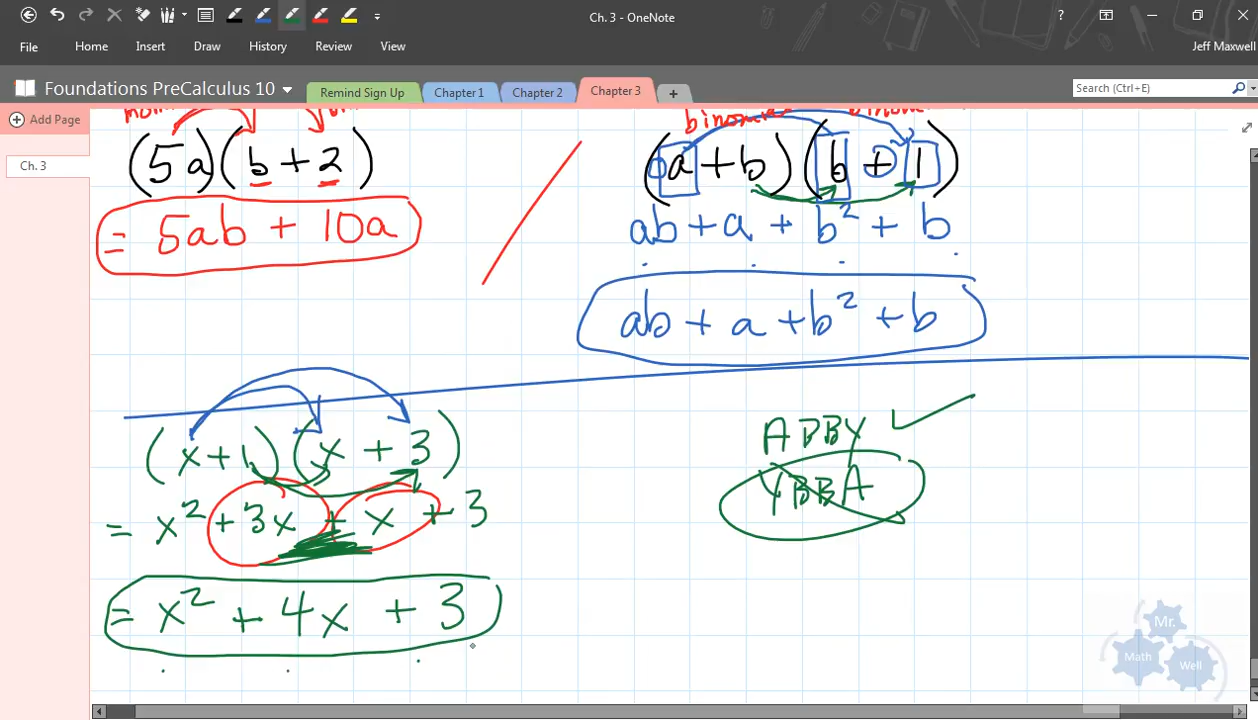 Ch. 3 - OneNote
?
File
Home
Insert
Draw
History
Review
View
Jeff Maxwell
Foundations PreCalculus 10
Remind Sign Up
Chapter 1
Chapter 2
Chapter 3
+
Search (Ctrl+E)
Add Page
Ch. 3
(5a)(b + 2)
= 5ab + 10a
(a + b)(b + 1)
ab + a + b² + b
ab + a + b² + b
(x + 1)(x + 3)
= x² + 3x + x + 3
= x² + 4x + 3
ABBY
YBBA
Mr.
Math
Well